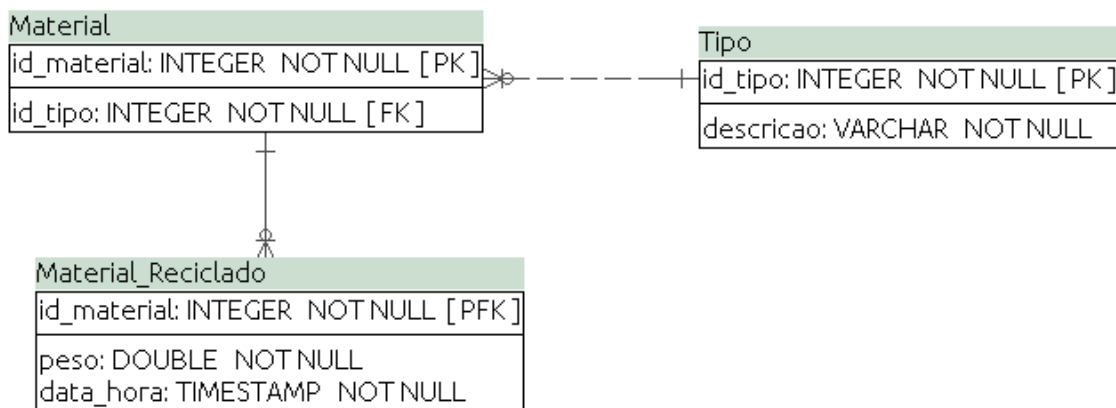 Material
id_material: INTEGER NOT NULL [ PK ]
id_tipo: INTEGER NOT NULL [ FK ]
Tipo
id_tipo: INTEGER NOT NULL [ PK ]
descricao: VARCHAR NOT NULL
Material_Reciclado
id_material: INTEGER NOT NULL [ PFK ]
peso: DOUBLE NOT NULL
data_hora: TIMESTAMP NOT NULL